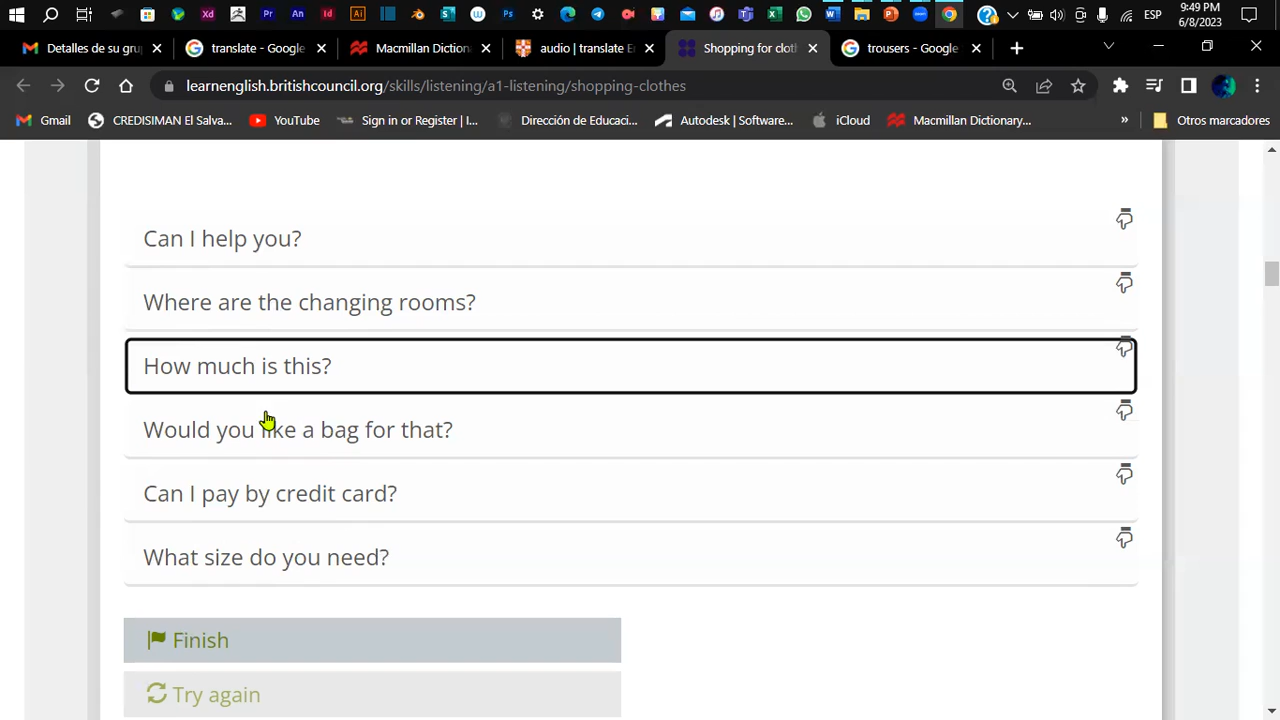 9:49 PM
ESP
6/8/2023
Detalles de su gru
translate - Google
Macmillan Diction
audio | translate E
Shopping for clot
trousers - Google
learnenglish.britishcouncil.org/skills/listening/a1-listening/shopping-clothes
Gmail
CREDISIMAN El Salva...
YouTube
Sign in or Register | I...
Dirección de Educaci...
Autodesk | Software...
iCloud
Macmillan Dictionary...
»
Otros marcadores
Can I help you?
Where are the changing rooms?
How much is this?
Would you like a bag for that?
Can I pay by credit card?
What size do you need?
Finish
Try again